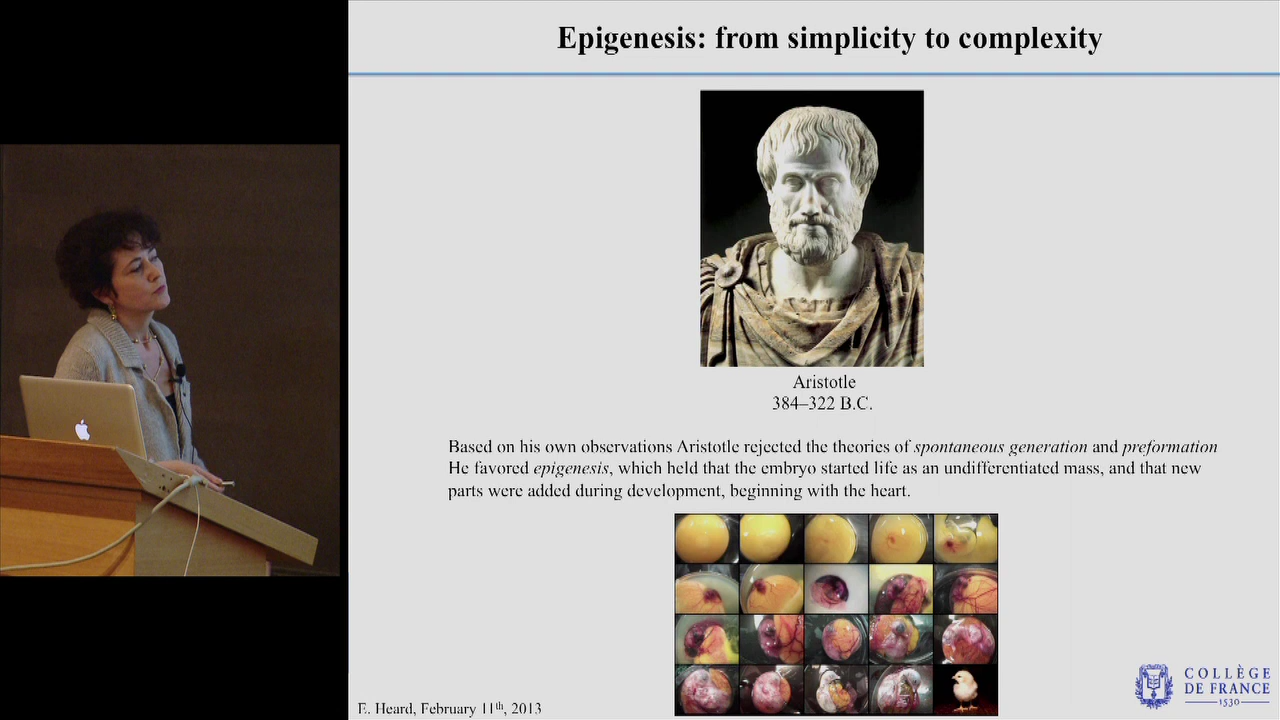 Epigenesis: from simplicity to complexity
Aristotle
384–322 B.C.
Based on his own observations Aristotle rejected the theories of spontaneous generation and preformation
He favored epigenesis, which held that the embryo started life as an undifferentiated mass, and that new
parts were added during development, beginning with the heart.
E. Heard, February 11th, 2013
COLLÈGE
DE FRANCE
1530